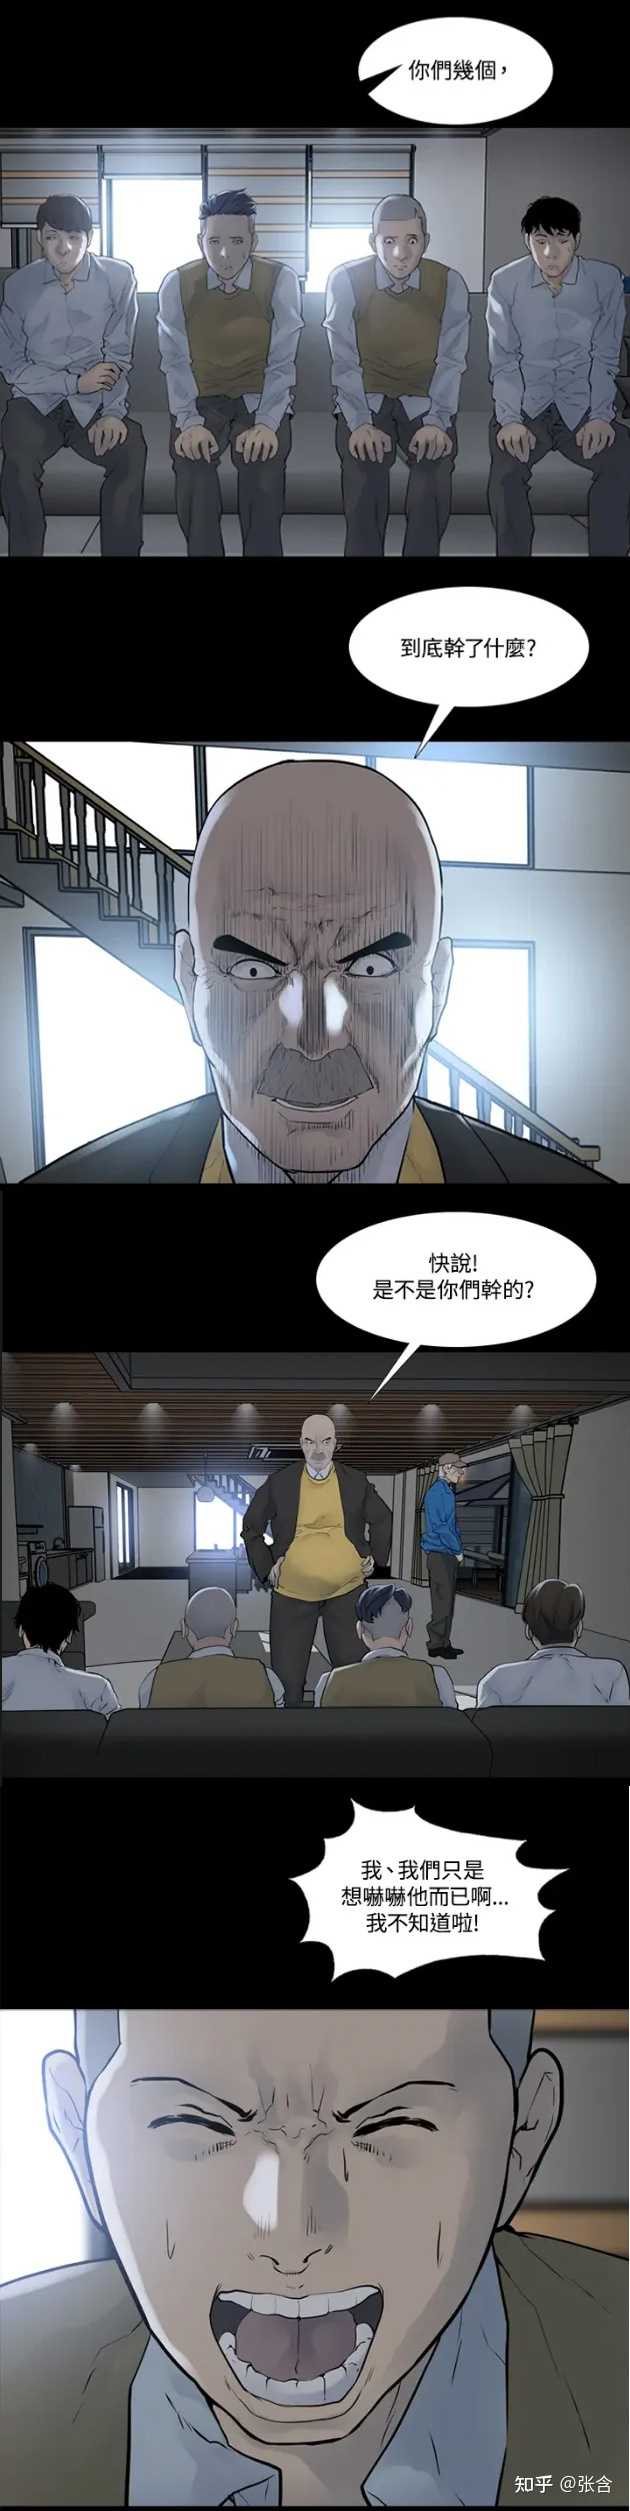 你們幾個，
到底幹了什麼?
快說!
是不是你們幹的?
我、我們只是
想嚇嚇他而已啊...
我不知道啦!
知乎 @张含